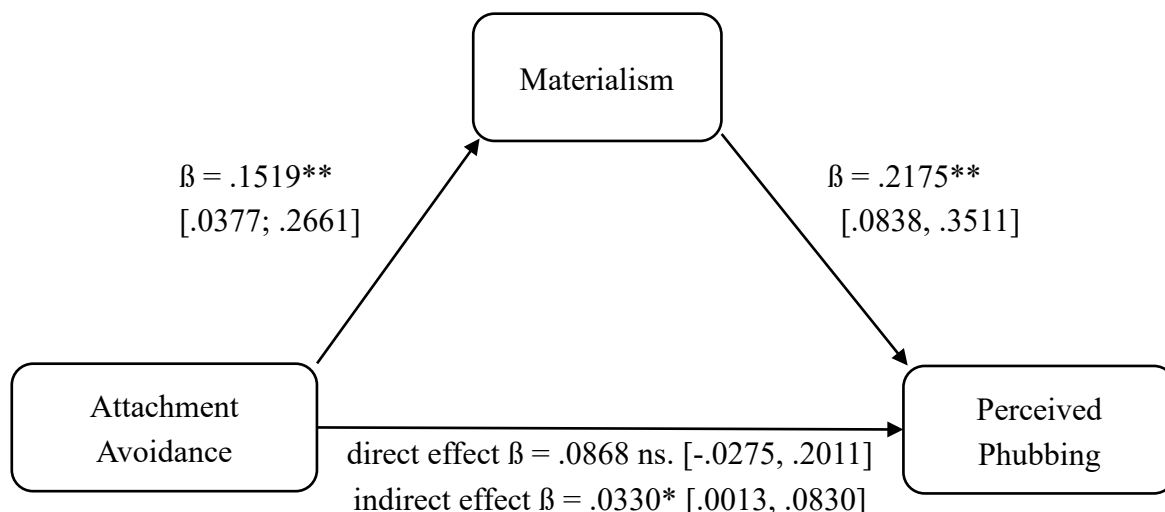 Materialism
ß = .1519**
[.0377; .2661]
ß = .2175**
[.0838, .3511]
Attachment
Avoidance
direct effect ß = .0868 ns. [-.0275, .2011]
indirect effect ß = .0330* [.0013, .0830]
Perceived
Phubbing